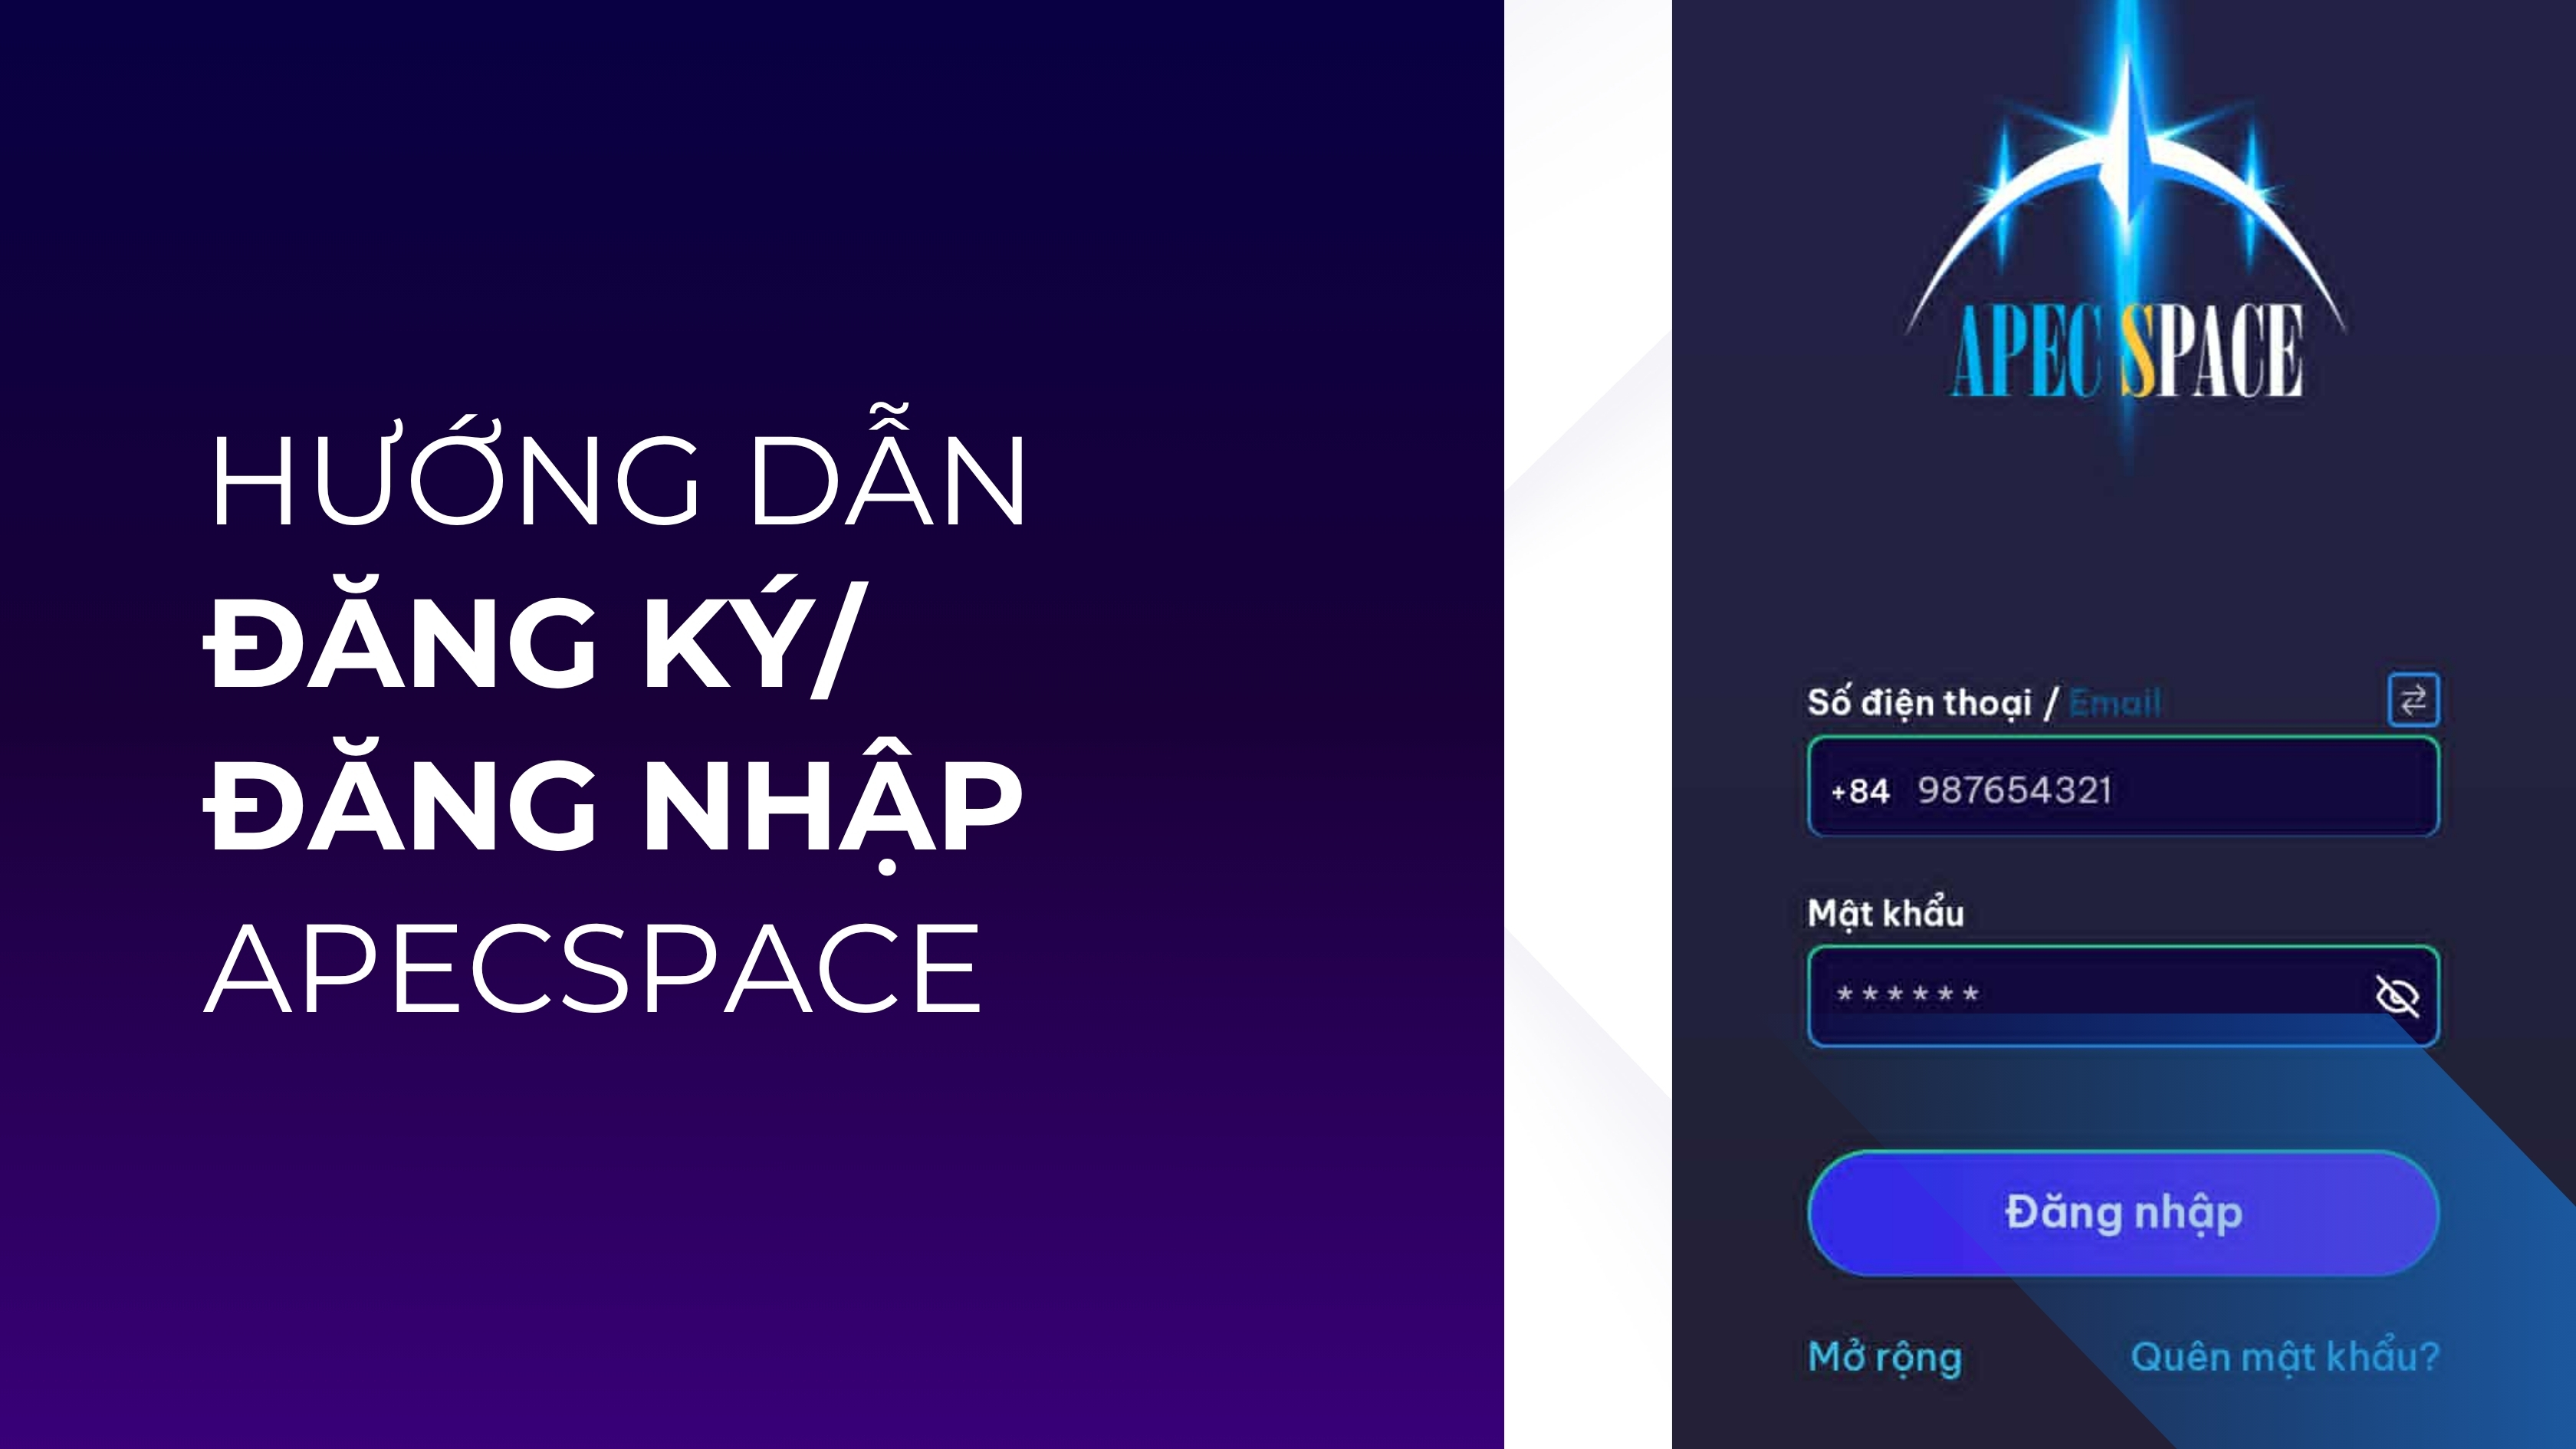 HƯỚNG DẪN
ĐĂNG KÝ/
ĐĂNG NHẬP
APECSPACE
APEC SPACE
Số điện thoại / Email
+84 987654321
Mật khẩu
******
Đăng nhập
Mở rộng
Quên mật khẩu?